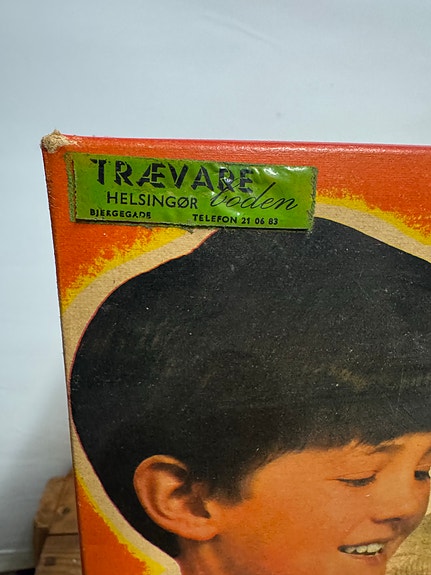 TRÆVARE
HELSINGØR boden
BJERGEGADE TELEFON 21 06 83